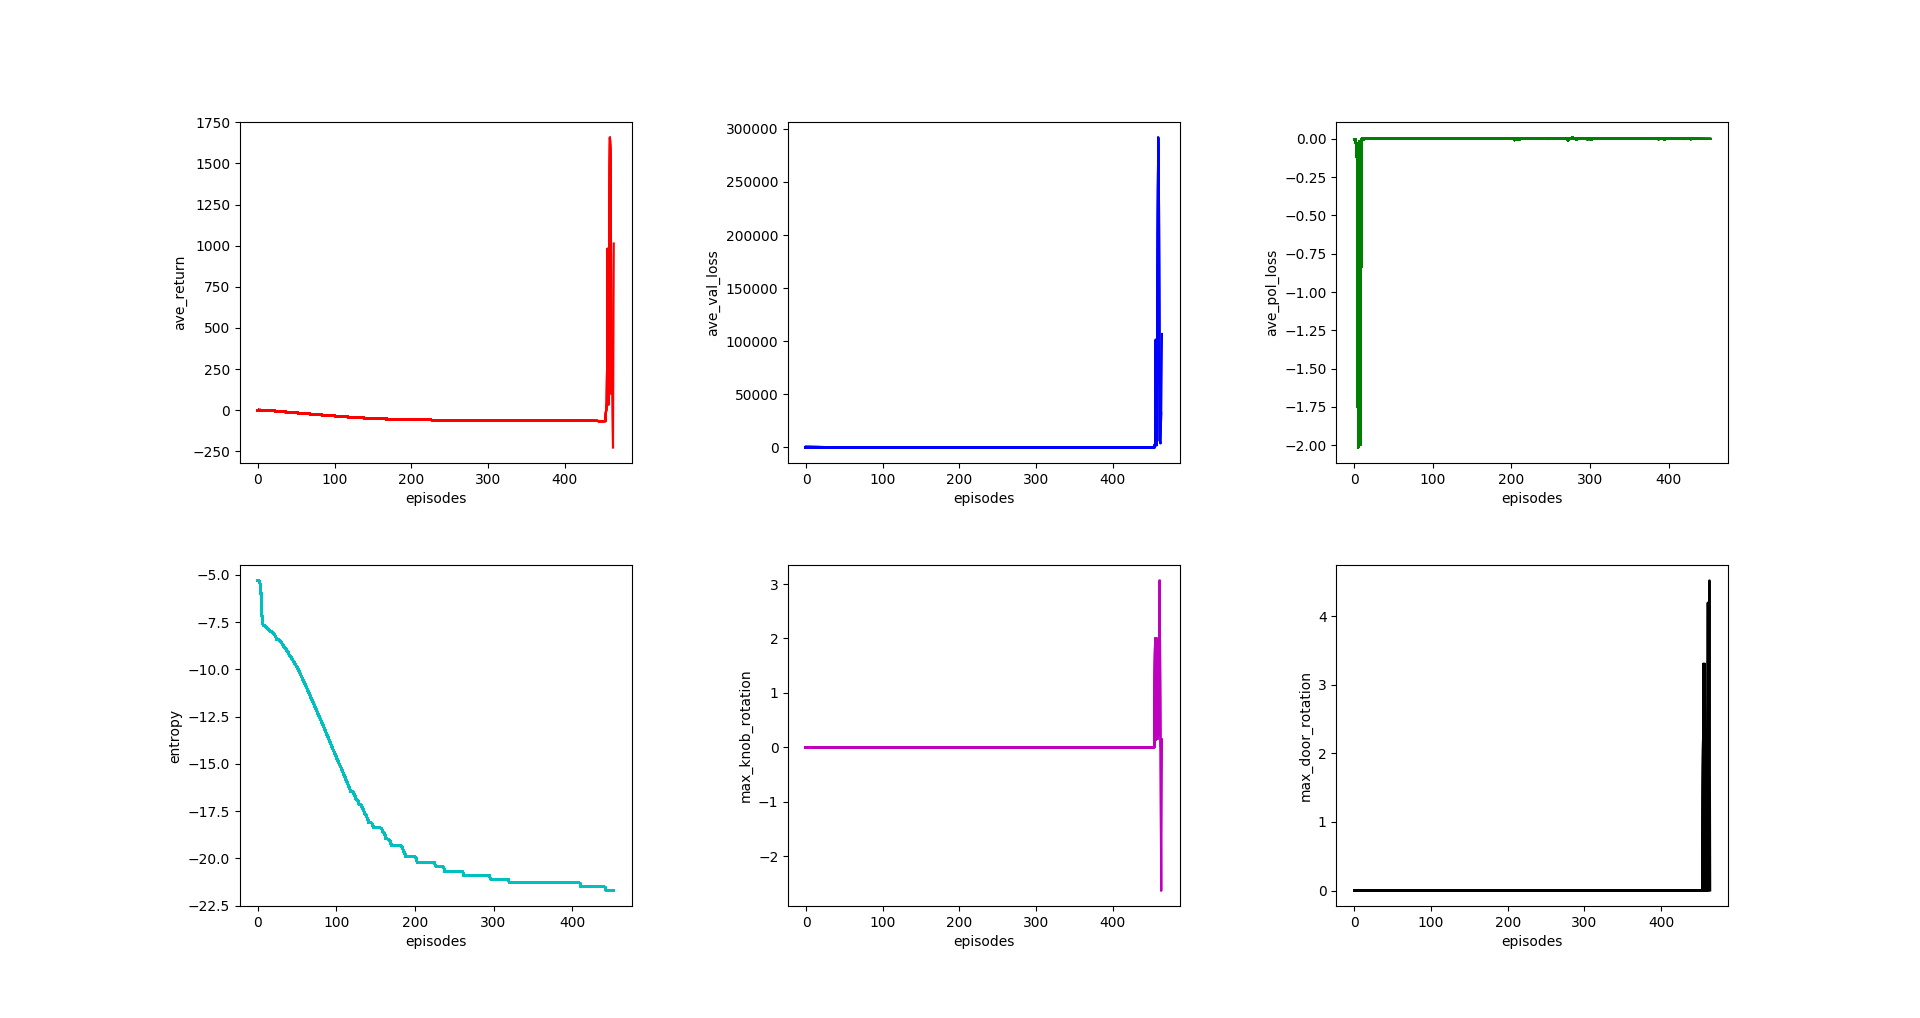 1750
1500
1250
1000
750
500
250
0
−250
ave_return
0 100 200 300 400
episodes
300000
250000
200000
150000
100000
50000
0
ave_val_loss
0 100 200 300 400
episodes
0.00
−0.25
−0.50
−0.75
−1.00
−1.25
−1.50
−1.75
−2.00
ave_pol_loss
0 100 200 300 400
episodes
−5.0
−7.5
−10.0
−12.5
−15.0
−17.5
−20.0
−22.5
entropy
0 100 200 300 400
episodes
3
2
1
0
−1
−2
max_knob_rotation
0 100 200 300 400
episodes
4
3
2
1
0
max_door_rotation
0 100 200 300 400
episodes